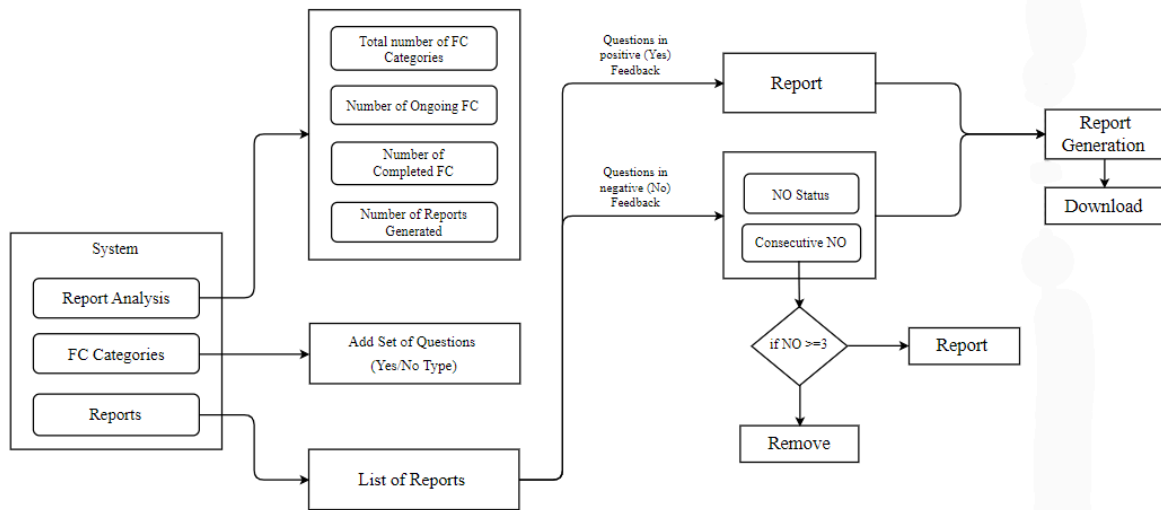 Total number of FC
Categories
Number of Ongoing FC
Number of
Completed FC
Number of Reports
Generated
System
Report Analysis
FC Categories
Reports
Add Set of Questions
(Yes/No Type)
List of Reports
Questions in
positive (Yes)
Feedback
Report
Questions in
negative (No)
Feedback
NO Status
Consecutive NO
if NO >=3
Report
Remove
Report
Generation
Download